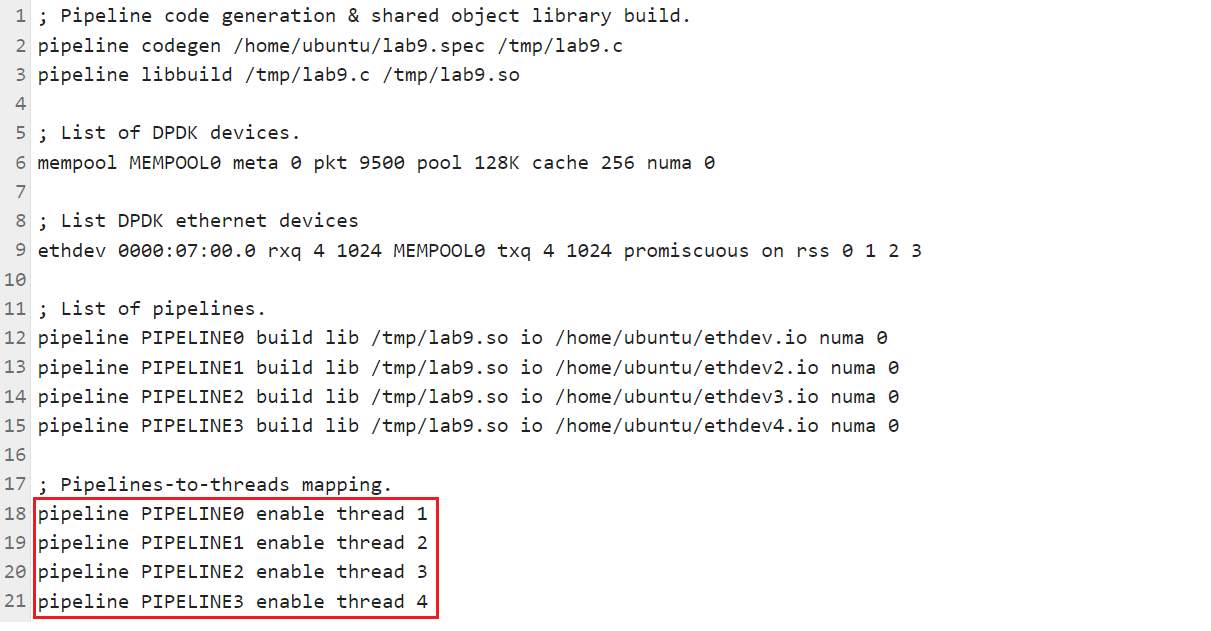 1 ; Pipeline code generation & shared object library build.
2 pipeline codegen /home/ubuntu/lab9.spec /tmp/lab9.c
3 pipeline libbuild /tmp/lab9.c /tmp/lab9.so
4
5 ; List of DPDK devices.
6 mempool MEMPOOL0 meta 0 pkt 9500 pool 128K cache 256 numa 0
7
8 ; List DPDK ethernet devices
9 ethdev 0000:07:00.0 rxq 4 1024 MEMPOOL0 txq 4 1024 promiscuous on rss 0 1 2 3
10
11 ; List of pipelines.
12 pipeline PIPELINE0 build lib /tmp/lab9.so io /home/ubuntu/ethdev.io numa 0
13 pipeline PIPELINE1 build lib /tmp/lab9.so io /home/ubuntu/ethdev2.io numa 0
14 pipeline PIPELINE2 build lib /tmp/lab9.so io /home/ubuntu/ethdev3.io numa 0
15 pipeline PIPELINE3 build lib /tmp/lab9.so io /home/ubuntu/ethdev4.io numa 0
16
17 ; Pipelines-to-threads mapping.
18 pipeline PIPELINE0 enable thread 1
19 pipeline PIPELINE1 enable thread 2
20 pipeline PIPELINE2 enable thread 3
21 pipeline PIPELINE3 enable thread 4